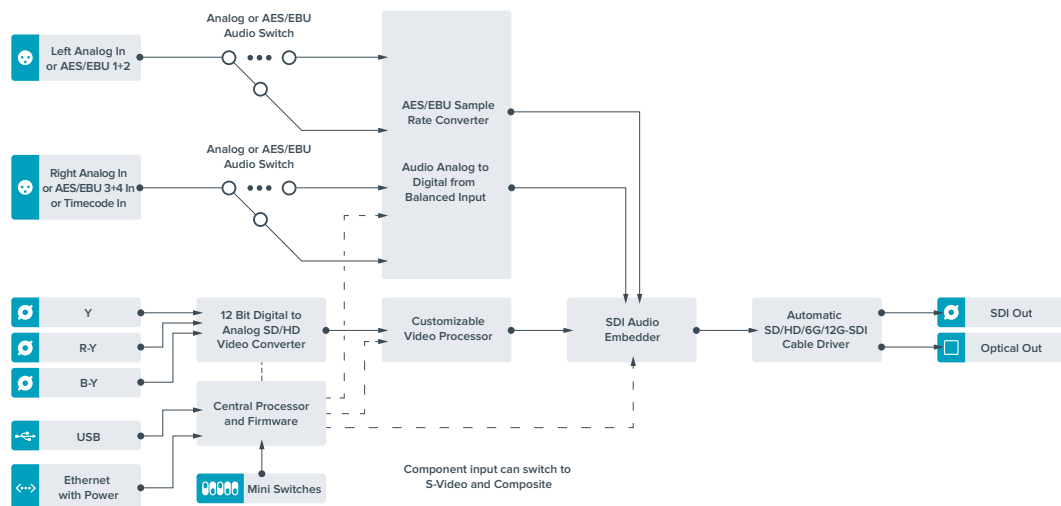 Analog or AES/EBU
Audio Switch
Left Analog In
or AES/EBU 1+2
AES/EBU Sample
Rate Converter
Analog or AES/EBU
Audio Switch
Right Analog In
or AES/EBU 3+4 In
or Timecode In
Audio Analog to
Digital from
Balanced Input
Y
R-Y
B-Y
12 Bit Digital to
Analog SD/HD
Video Converter
Customizable
Video Processor
SDI Audio
Embedder
Automatic
SD/HD/6G/12G-SDI
Cable Driver
SDI Out
Optical Out
Central Processor
and Firmware
USB
Ethernet
with Power
Mini Switches
Component input can switch to
S-Video and Composite